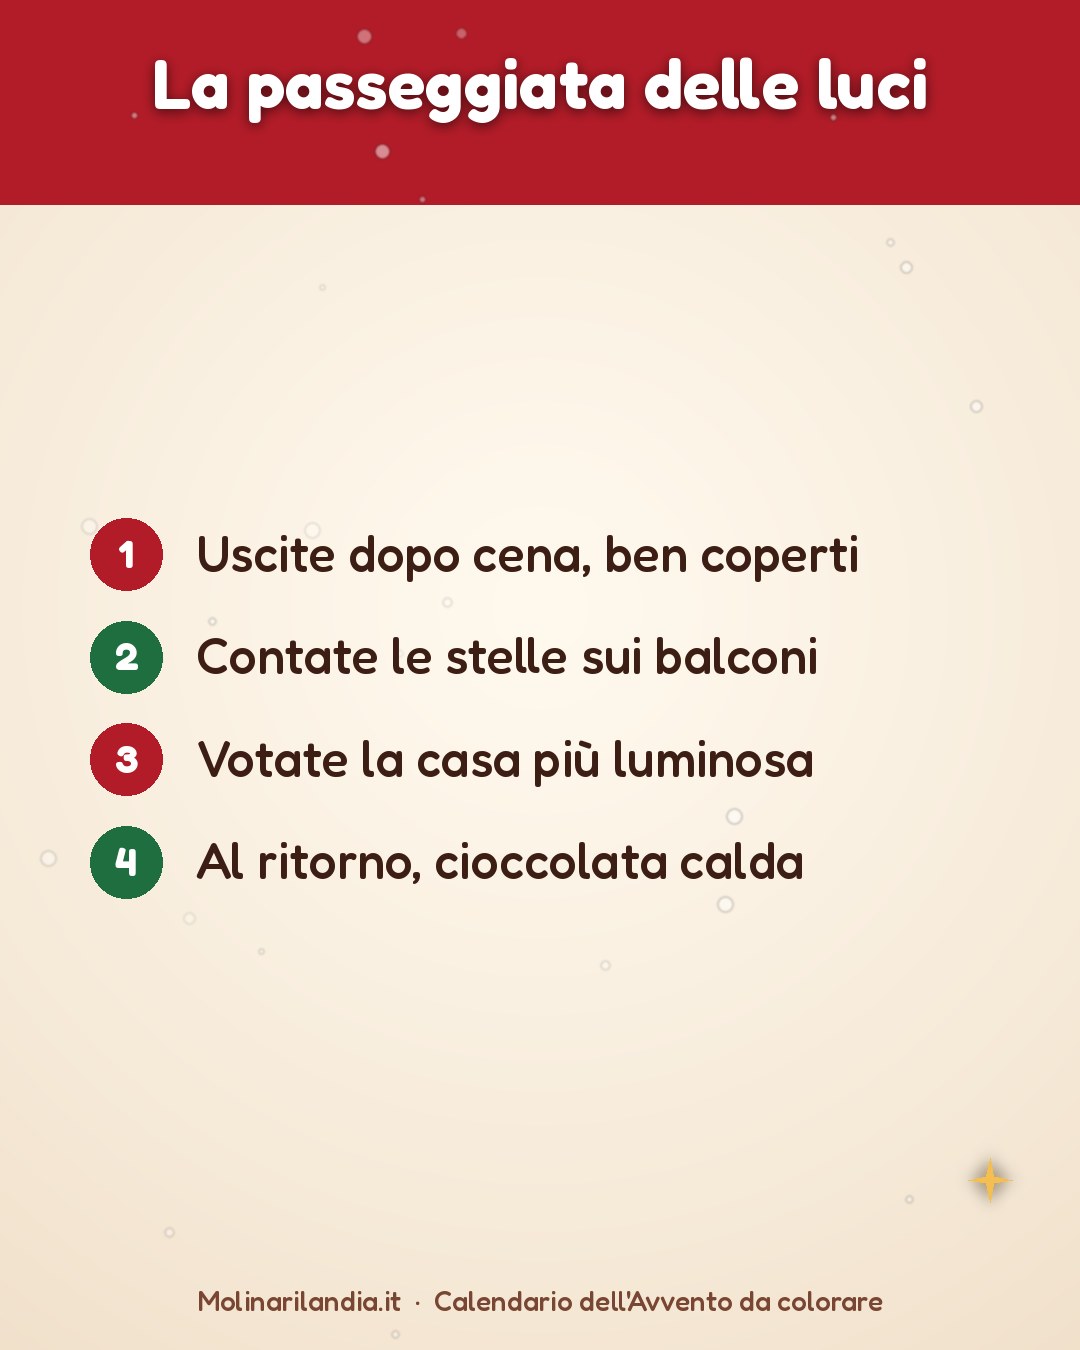 La passeggiata delle luci
1 Uscite dopo cena, ben coperti
2 Contate le stelle sui balconi
3 Votate la casa più luminosa
4 Al ritorno, cioccolata calda
Molinarilandia.it · Calendario dell'Avvento da colorare